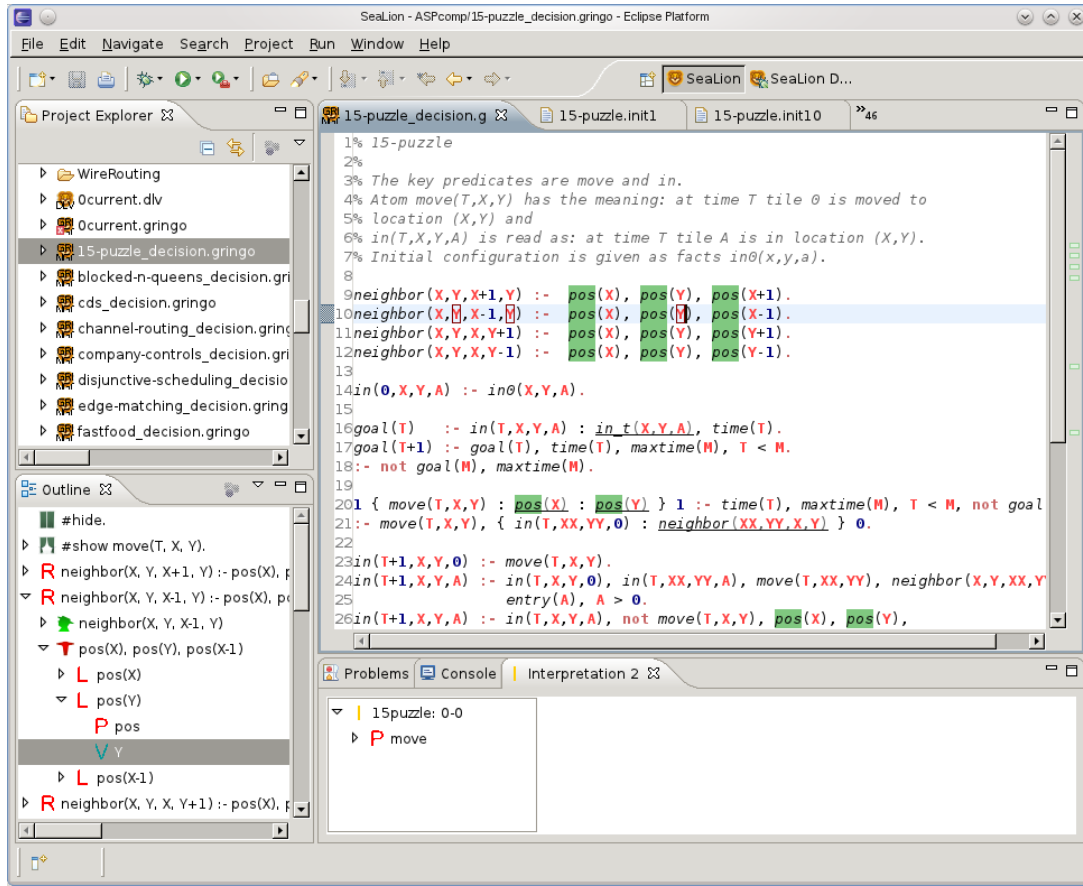 SeaLion - ASPcomp/15-puzzle_decision.gringo - Eclipse Platform
File Edit Navigate Search Project Run Window Help
SeaLion SeaLion D...
Project Explorer
WireRouting
0current.dlv
0current.gringo
15-puzzle_decision.gringo
blocked-n-queens_decision.gri
cds_decision.gringo
channel-routing_decision.gring
company-controls_decision.gri
disjunctive-scheduling_decisio
edge-matching_decision.gring
fastfood_decision.gringo
Outline
#hide.
#show move(T, X, Y).
R neighbor(X, Y, X+1, Y) :- pos(X), p
R neighbor(X, Y, X-1, Y) :- pos(X), po
neighbor(X, Y, X-1, Y)
T pos(X), pos(Y), pos(X-1)
L pos(X)
L pos(Y)
P pos
V Y
L pos(X-1)
R neighbor(X, Y, X, Y+1) :- pos(X), p
15-puzzle_decision.g 15-puzzle.init1 15-puzzle.init10 »46
1% 15-puzzle
2%
3% The key predicates are move and in.
4% Atom move(T,X,Y) has the meaning: at time T tile 0 is moved to
5% location (X,Y) and
6% in(T,X,Y,A) is read as: at time T tile A is in location (X,Y).
7% Initial configuration is given as facts in0(x,y,a).
8
9neighbor(X,Y,X+1,Y) :- pos(X), pos(Y), pos(X+1).
10neighbor(X,Y,X-1,Y) :- pos(X), pos(Y), pos(X-1).
11neighbor(X,Y,X,Y+1) :- pos(X), pos(Y), pos(Y+1).
12neighbor(X,Y,X,Y-1) :- pos(X), pos(Y), pos(Y-1).
13
14in(0,X,Y,A) :- in0(X,Y,A).
15
16goal(T) :- in(T,X,Y,A) : in_t(X,Y,A), time(T).
17goal(T+1) :- goal(T), time(T), maxtime(M), T < M.
18:- not goal(M), maxtime(M).
19
201 { move(T,X,Y) : pos(X) : pos(Y) } 1 :- time(T), maxtime(M), T < M, not goal
21:- move(T,X,Y), { in(T,XX,YY,0) : neighbor(XX,YY,X,Y) } 0.
22
23in(T+1,X,Y,0) :- move(T,X,Y).
24in(T+1,X,Y,A) :- in(T,X,Y,0), in(T,XX,YY,A), move(T,XX,YY), neighbor(X,Y,XX,Y
25 entry(A), A > 0.
26in(T+1,X,Y,A) :- in(T,X,Y,A), not move(T,X,Y), pos(X), pos(Y),
Problems Console Interpretation 2
15puzzle: 0-0
P move